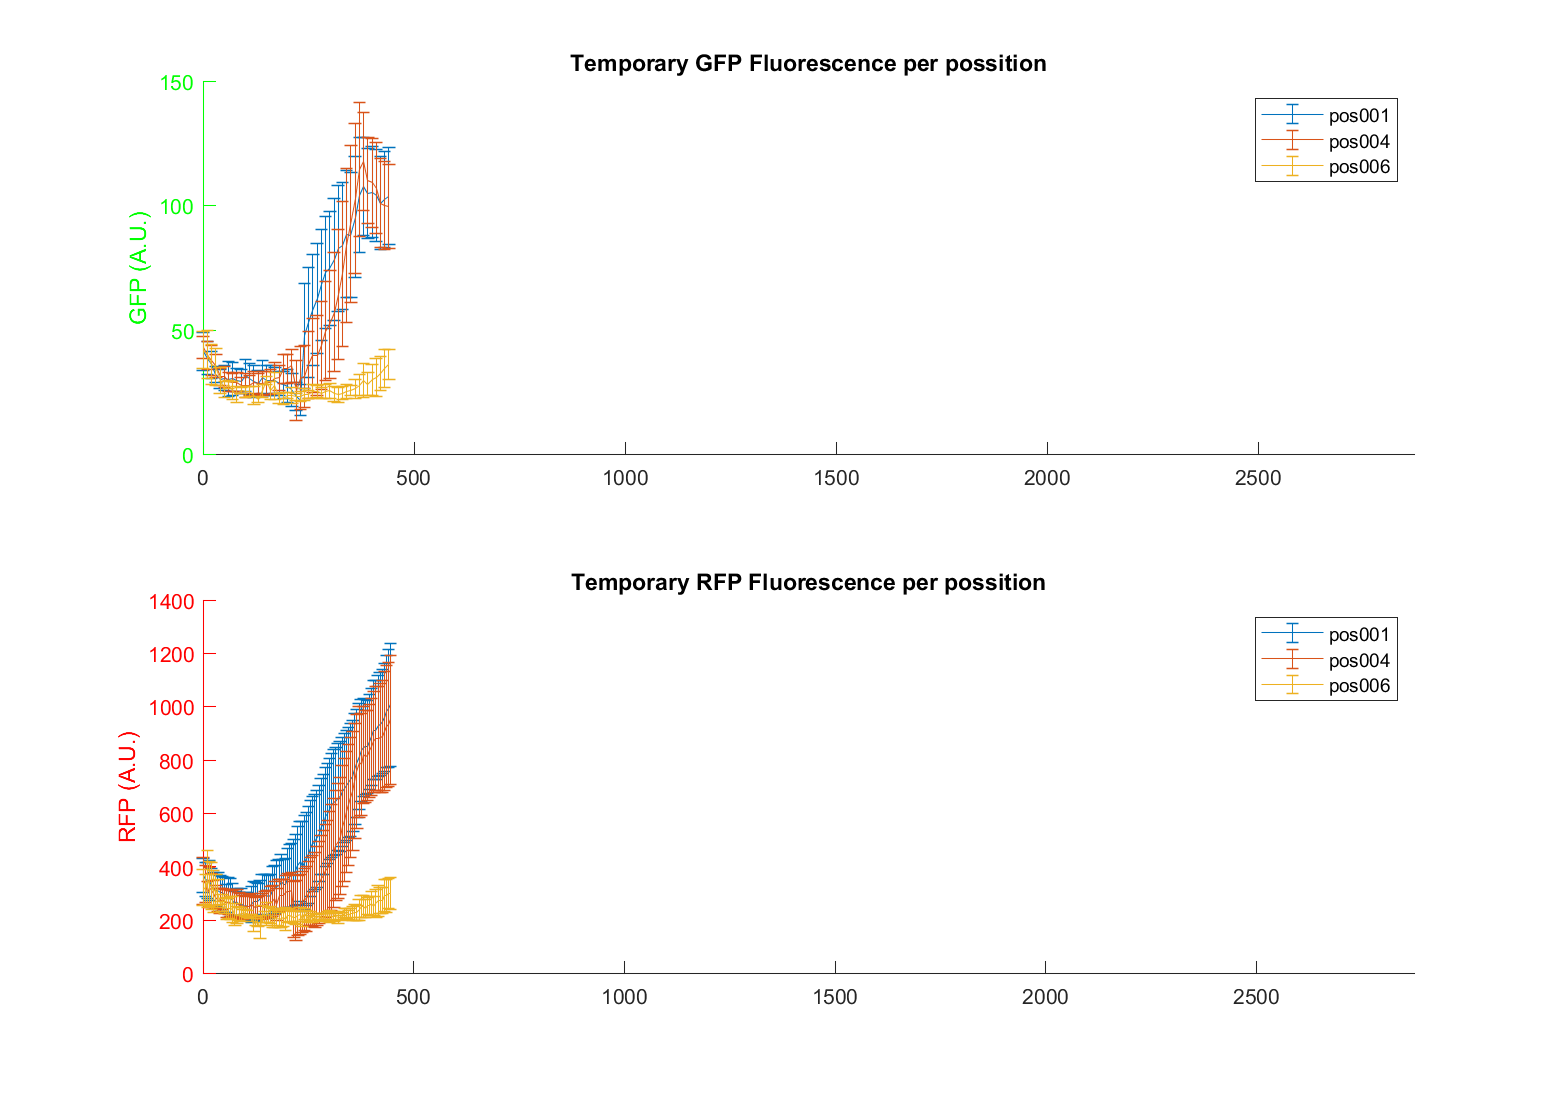 Temporary GFP Fluorescence per possition
150
100
50
0
GFP (A.U.)
pos001
pos004
pos006
0 500 1000 1500 2000 2500
Temporary RFP Fluorescence per possition
1400
1200
1000
800
600
400
200
0
RFP (A.U.)
pos001
pos004
pos006
0 500 1000 1500 2000 2500